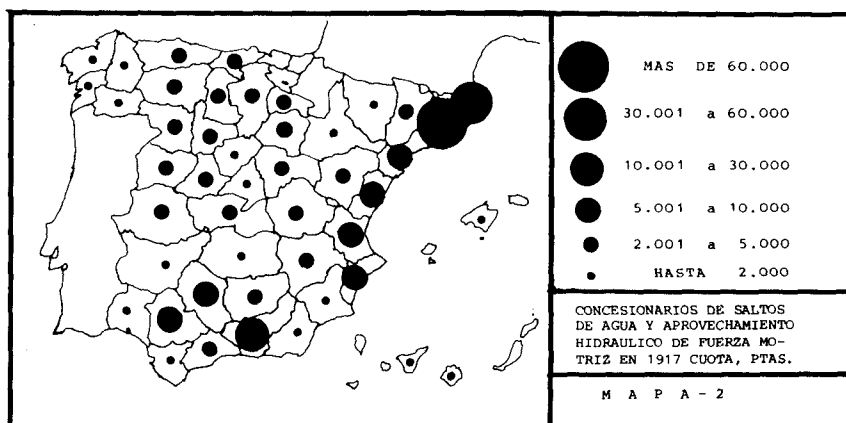 MAS DE 60.000
30.001 a 60.000
10.001 a 30.000
5.001 a 10.000
2.001 a 5.000
HASTA 2.000
CONCESIONARIOS DE SALTOS
DE AGUA Y APROVECHAMIENTO
HIDRAULICO DE FUERZA MO-
TRIZ EN 1917 CUOTA, PTAS.
M A P A - 2